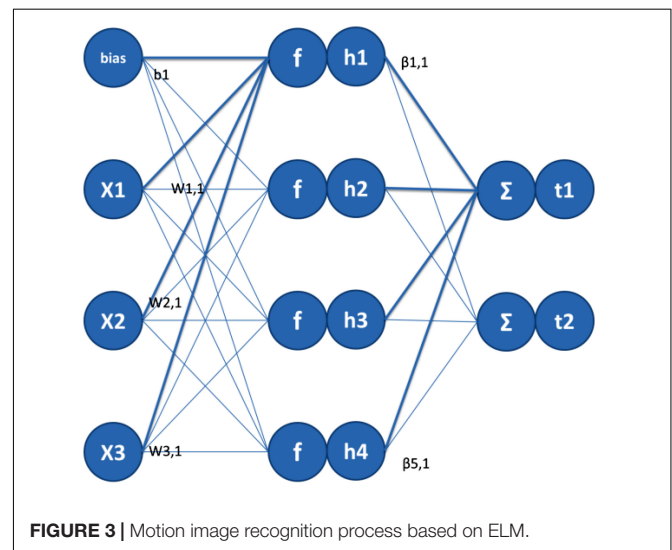 bias f h1 β1,1
b1
X1 W1,1 f h2 Σ t1
X2 W2,1 f h3 Σ t2
X3 W3,1 f h4 β5,1
FIGURE 3 | Motion image recognition process based on ELM.